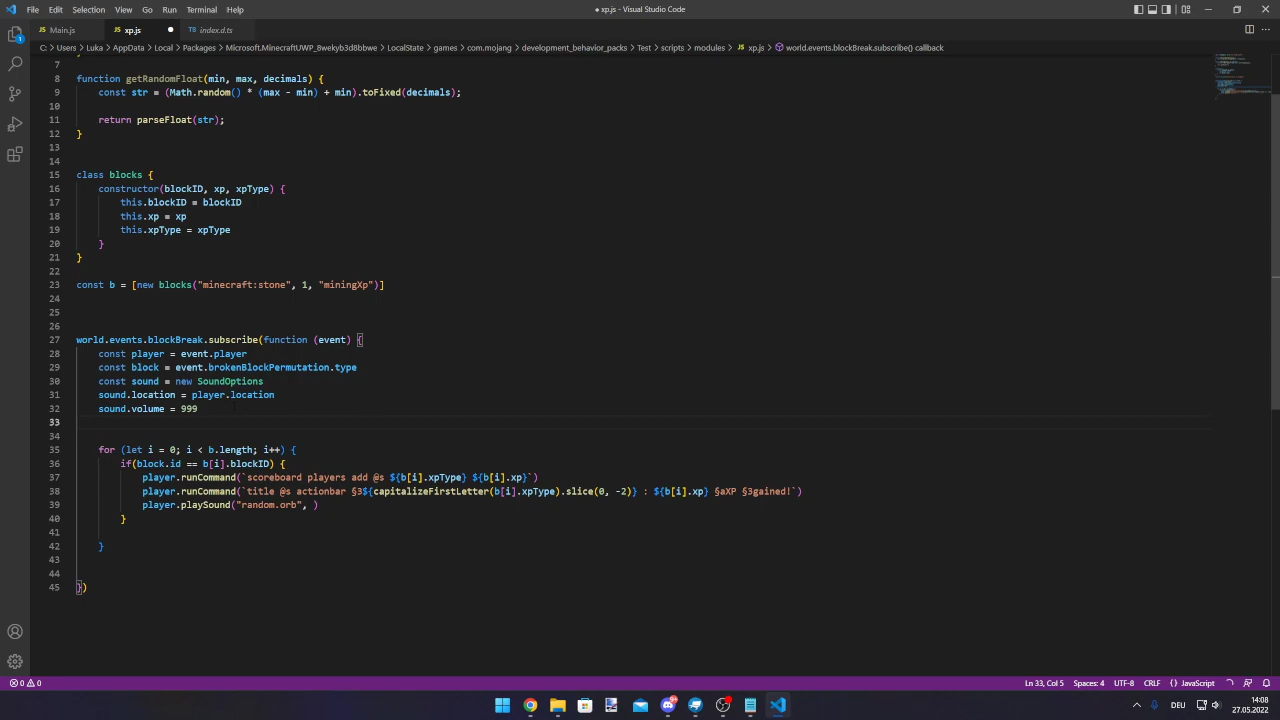 File Edit Selection View Go Run Terminal Help
● xp.js - Visual Studio Code
JS Main.js
JS xp.js ●
TS index.d.ts
C: > Users > Luka > AppData > Local > Packages > Microsoft.MinecraftUWP_8wekyb3d8bbwe > LocalState > games > com.mojang > development_behavior_packs > Test > scripts > modules > JS xp.js > world.events.blockBreak.subscribe() callback
7
8 function getRandomFloat(min, max, decimals) {
9 const str = (Math.random() * (max - min) + min).toFixed(decimals);
10
11 return parseFloat(str);
12 }
13
14
15 class blocks {
16 constructor(blockID, xp, xpType) {
17 this.blockID = blockID
18 this.xp = xp
19 this.xpType = xpType
20 }
21 }
22
23 const b = [new blocks("minecraft:stone", 1, "miningXp")]
24
25
26
27 world.events.blockBreak.subscribe(function (event) {
28 const player = event.player
29 const block = event.brokenBlockPermutation.type
30 const sound = new SoundOptions
31 sound.location = player.location
32 sound.volume = 999
33
34
35 for (let i = 0; i < b.length; i++) {
36 if(block.id == b[i].blockID) {
37 player.runCommand(`scoreboard players add @s ${b[i].xpType} ${b[i].xp}`)
38 player.runCommand(`title @s actionbar §3${capitalizeFirstLetter(b[i].xpType).slice(0, -2)} : ${b[i].xp} §aXP §3gained!`)
39 player.playSound("random.orb", )
40 }
41
42 }
43
44
45 })
0 0
Ln 33, Col 5 Spaces: 4 UTF-8 CRLF {} JavaScript
DEU
14:08
27.05.2022